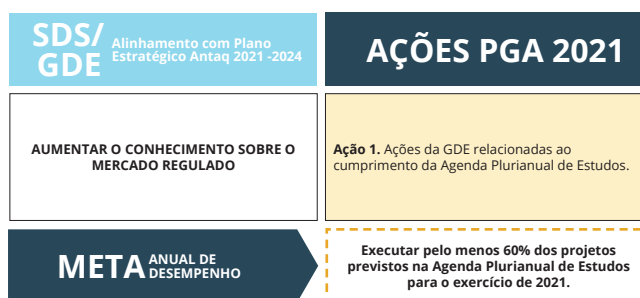 SDS/
GDE
Alinhamento com Plano
Estratégico Antaq 2021 -2024
AÇÕES PGA 2021
AUMENTAR O CONHECIMENTO SOBRE O
MERCADO REGULADO
Ação 1. Ações da GDE relacionadas ao
cumprimento da Agenda Plurianual de Estudos.
META
ANUAL DE
DESEMPENHO
Executar pelo menos 60% dos projetos
previstos na Agenda Plurianual de Estudos
para o exercício de 2021.